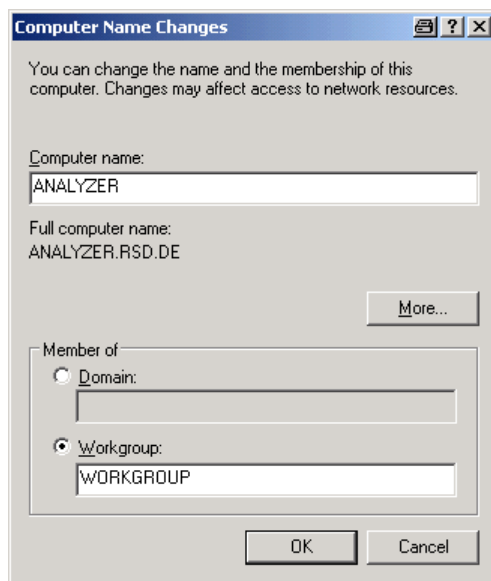 Computer Name Changes
You can change the name and the membership of this
computer. Changes may affect access to network resources.
Computer name:
ANALYZER
Full computer name:
ANALYZER.RSD.DE
More...
Member of
Domain:
Workgroup:
WORKGROUP
OK Cancel